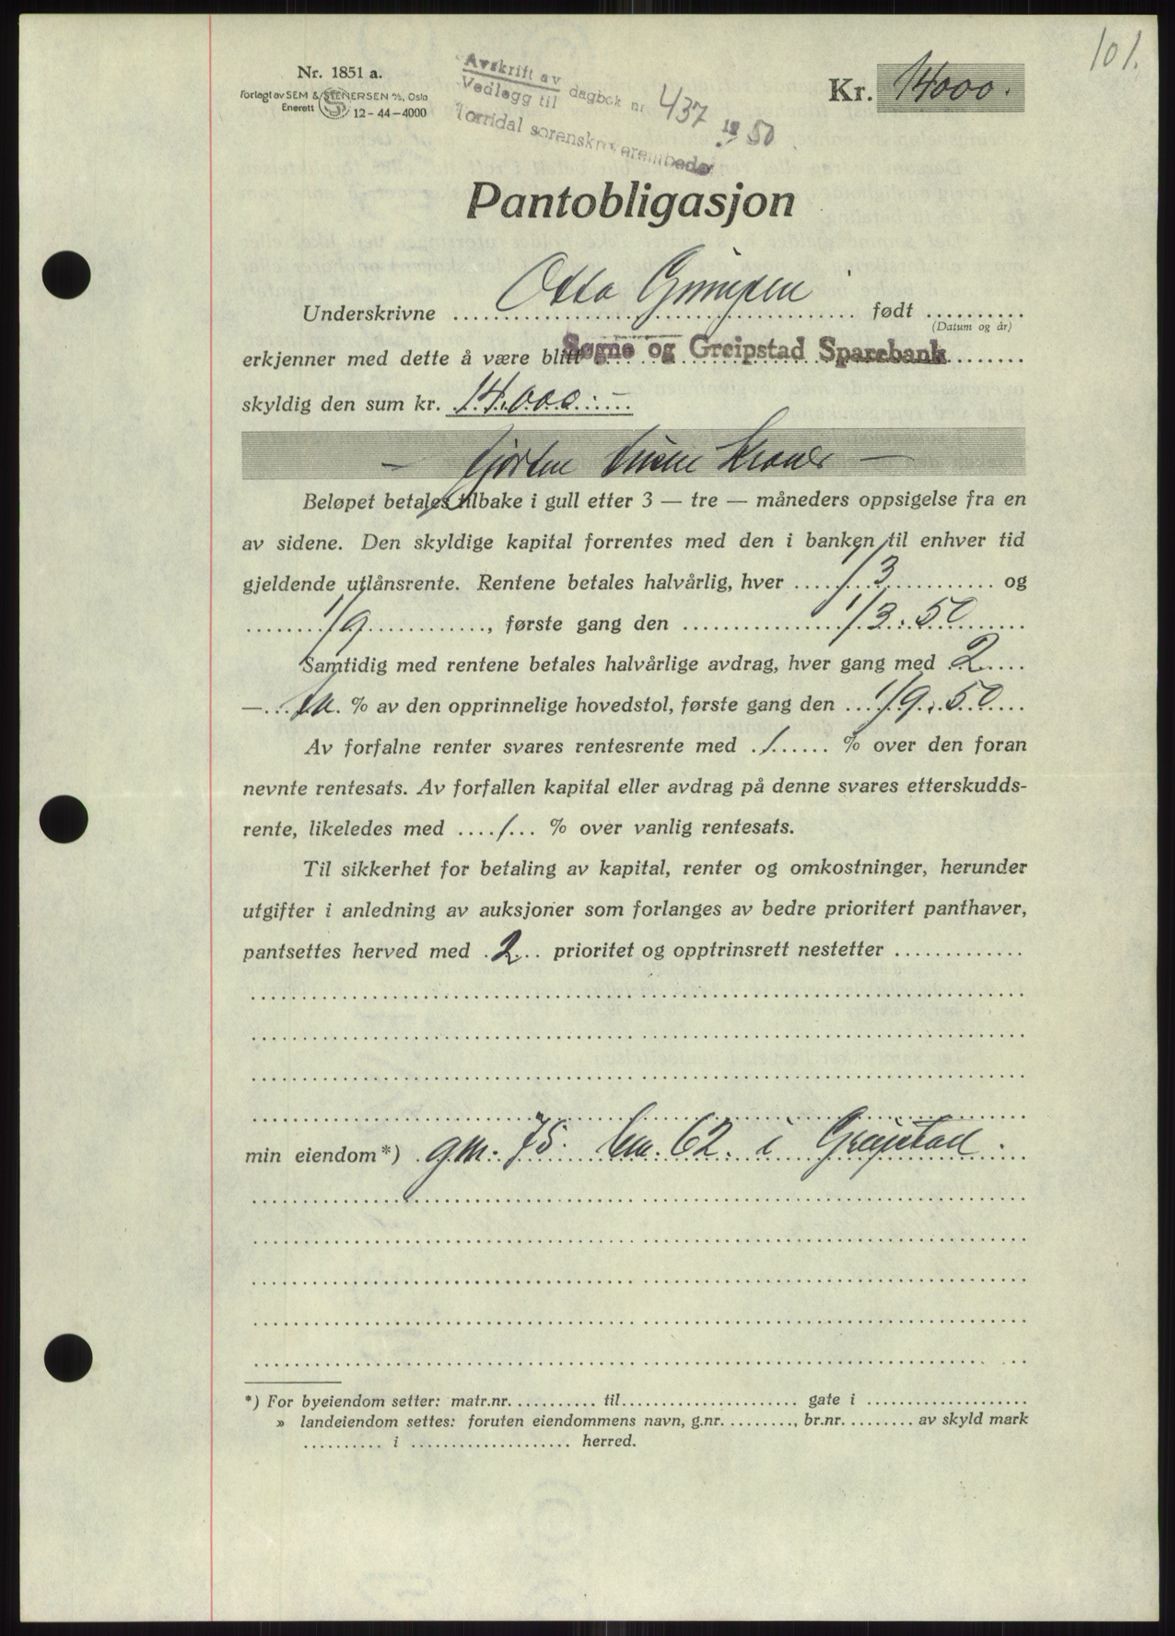 101.
Nr. 1851 a.
Forlagt av SEM & STENERSEN A/S, Oslo
Enerett 12-44-4000
Avskrift av
Vedlegg til dagbok nr. 437 19 50
Torridal sorenskriverembede
Kr. 14000.
Pantobligasjon
Underskrivne Otto født
(Datum og år)
erkjenner med dette å være blitt Søgne og Greipstad Sparebank
skyldig den sum kr. 14.000.-
— fjorten tusen kroner —
Beløpet betales tilbake i gull etter 3 — tre — måneders oppsigelse fra en
av sidene. Den skyldige kapital forrentes med den i banken til enhver tid
gjeldende utlånsrente. Rentene betales halvårlig, hver 1/3 og
1/9, første gang den 1/3.50
Samtidig med rentene betales halvårlige avdrag, hver gang med 2
— to % av den opprinnelige hovedstol, første gang den 1/9.50
Av forfalne renter svares rentesrente med 1 % over den foran
nevnte rentesats. Av forfallen kapital eller avdrag på denne svares etterskudds-
rente, likeledes med 1 % over vanlig rentesats.
Til sikkerhet for betaling av kapital, renter og omkostninger, herunder
utgifter i anledning av auksjoner som forlanges av bedre prioritert panthaver,
pantsettes herved med 2 prioritet og opptrinsrett nestetter
min eiendom*) gnr. 75. bnr. 62. i Greipstad.
*) For byeiendom setter: matr.nr. til gate i
» landeiendom settes: foruten eiendommens navn, g.nr., br.nr. av skyld mark
i herred.